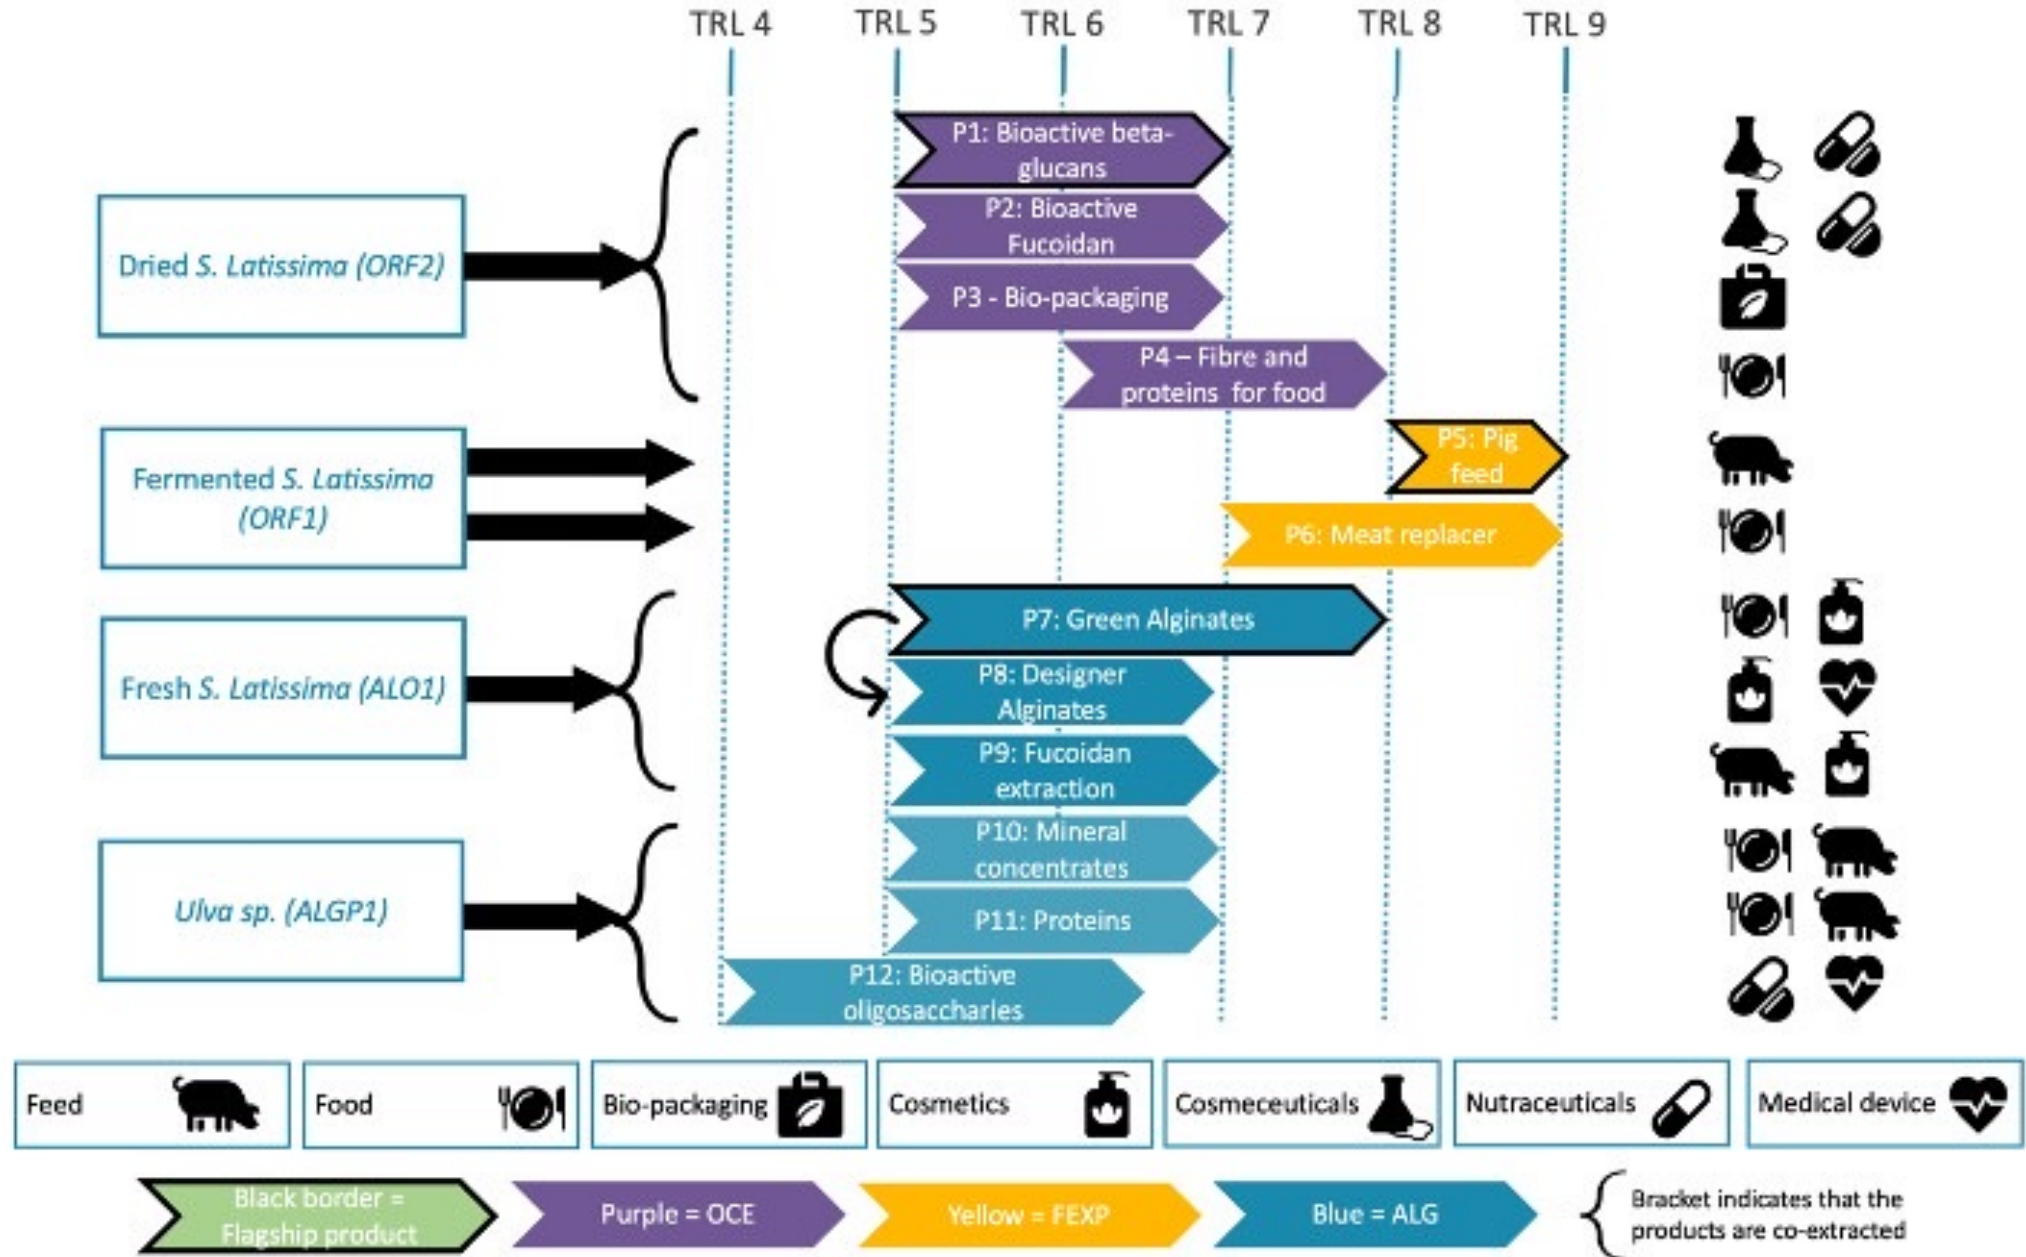 TRL 4 TRL 5 TRL 6 TRL 7 TRL 8 TRL 9
P1: Bioactive beta-
glucans
P2: Bioactive
Fucoidan
Dried S. Latissima (ORF2)
P3 - Bio-packaging
P4 – Fibre and
proteins for food
P5: Pig
feed
Fermented S. Latissima
(ORF1)
P6: Meat replacer
P7: Green Alginates
Fresh S. Latissima (ALO1)
P8: Designer
Alginates
P9: Fucoidan
extraction
P10: Mineral
concentrates
Ulva sp. (ALGP1)
P11: Proteins
P12: Bioactive
oligosaccharies
Feed
Food
Bio-packaging
Cosmetics
Cosmeceuticals
Nutraceuticals
Medical device
Black border =
Flagship product
Purple = OCE
Yellow = FEXP
Blue = ALG
Bracket indicates that the
products are co-extracted